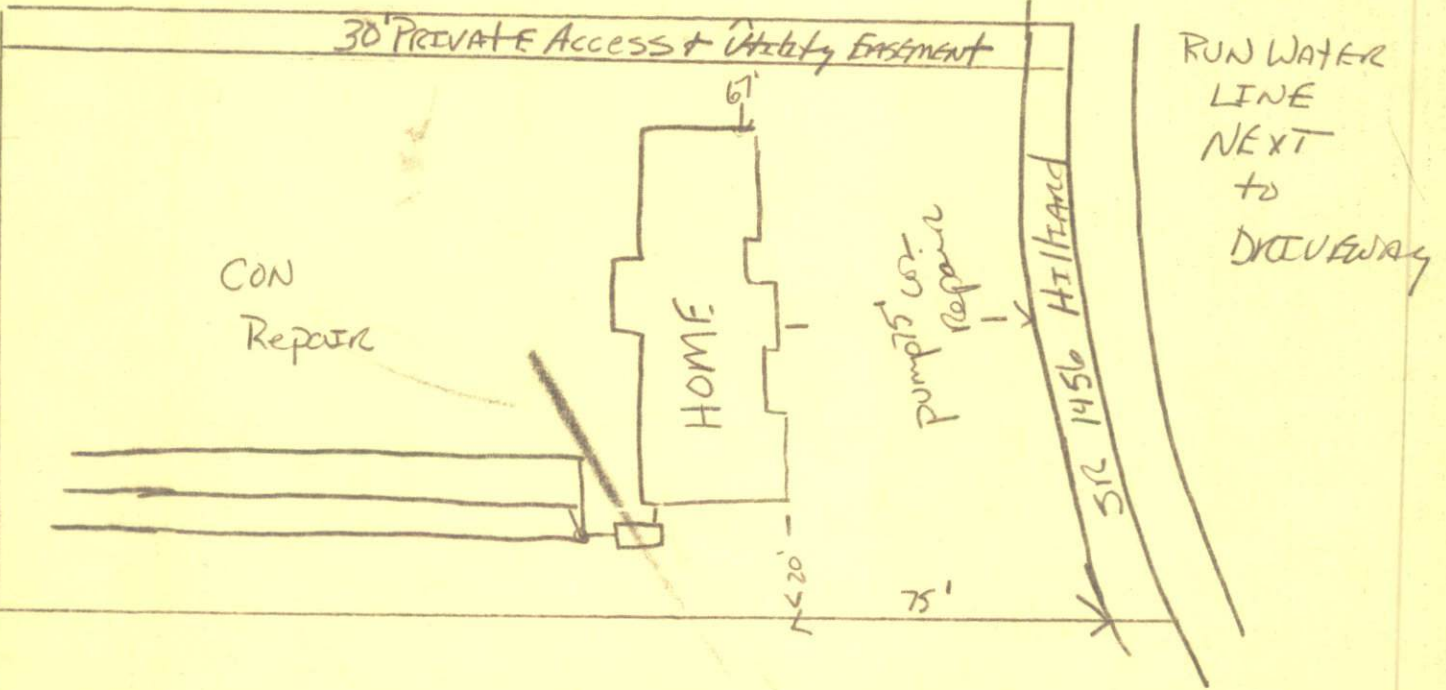 30' PRIVATE Access + Utility EASEMENT
RUN WATER
LINE
NEXT
to
DRIVEWAY
67'
CON
Repair
HOME
Repair
SR 1456 Hilliard
20'
75'